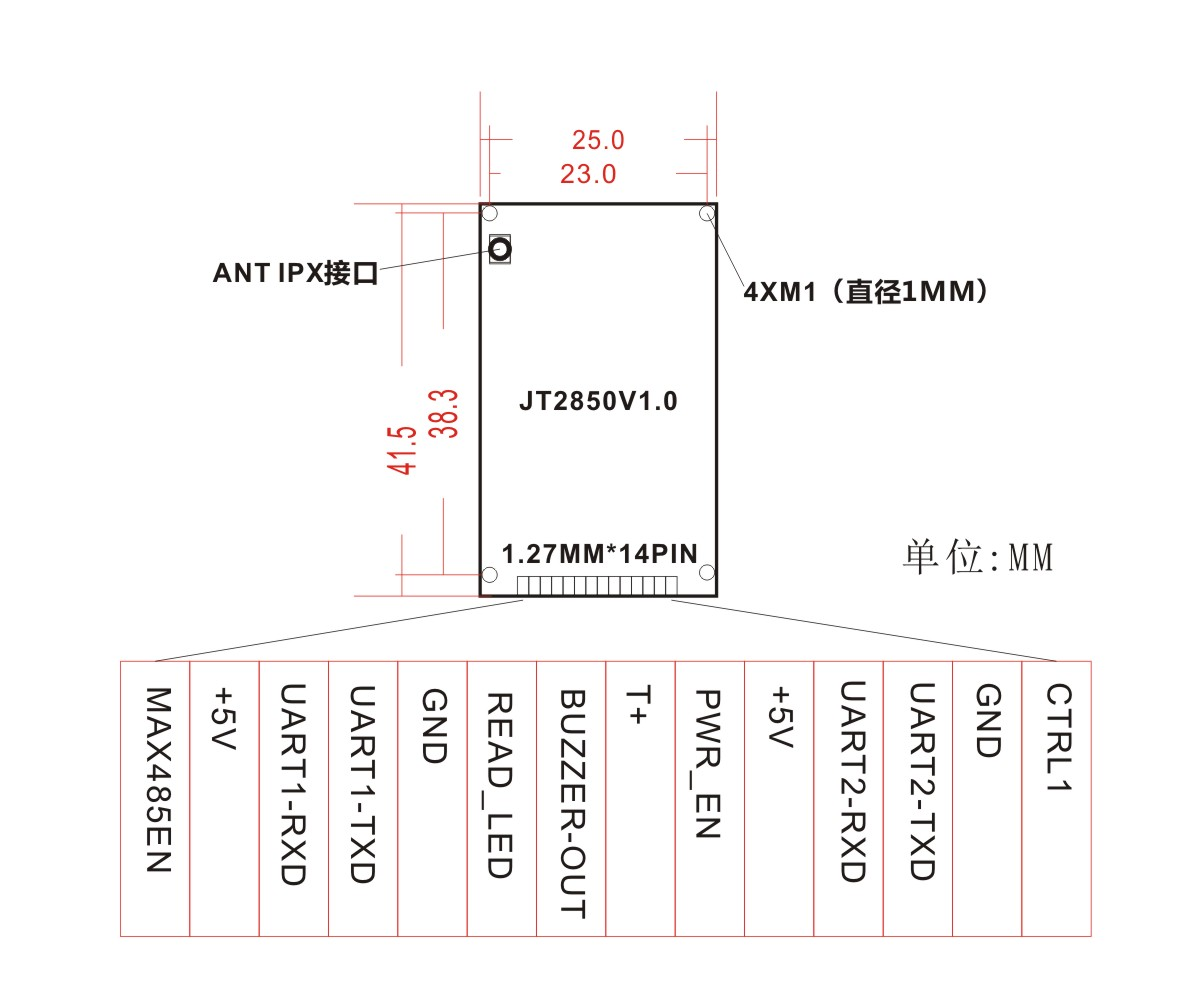 25.0
23.0
ANT IPX接口
4XM1（直径1MM）
38.3
41.5
JT2850V1.0
1.27MM*14PIN
单位:MM
MAX485EN
+5V
UART1-RXD
UART1-TXD
GND
READ_LED
BUZZER-OUT
T+
PWR_EN
+5V
UART2-RXD
UART2-TXD
GND
CTRL1